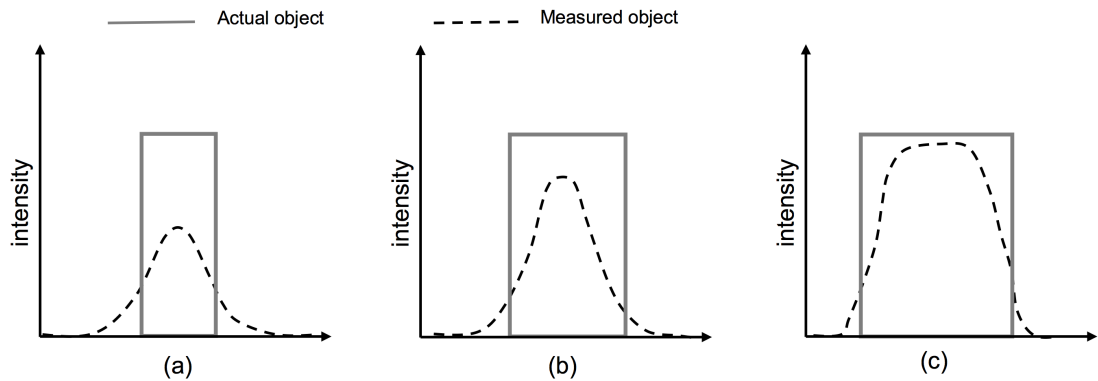 Actual object
Measured object
intensity
intensity
intensity
(a)
(b)
(c)